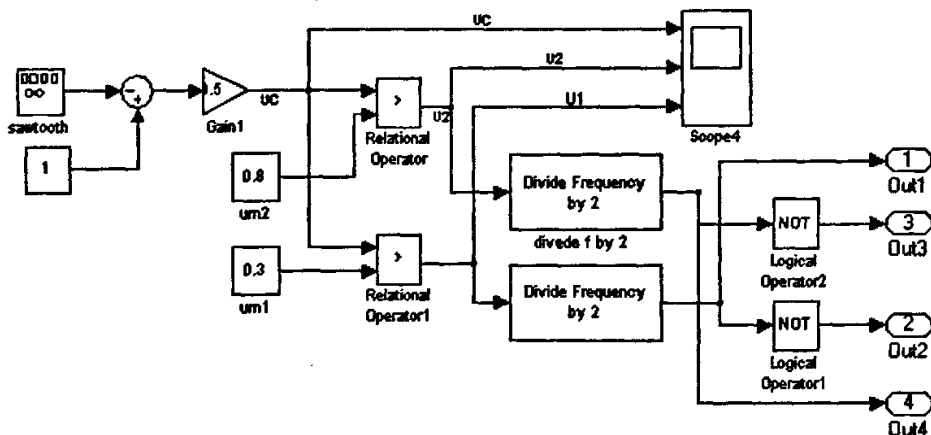 UC
U2
U1
-
+
.5
UC
>
U2
sawtooth
Gain1
Relational
Operator
Scope4
1
0.8
um2
Divide Frequency
by 2
divede f by 2
1
Out1
NOT
3
Out3
Logical
Operator2
0.3
um1
>
Relational
Operator1
Divide Frequency
by 2
NOT
2
Out2
Logical
Operator1
4
Out4